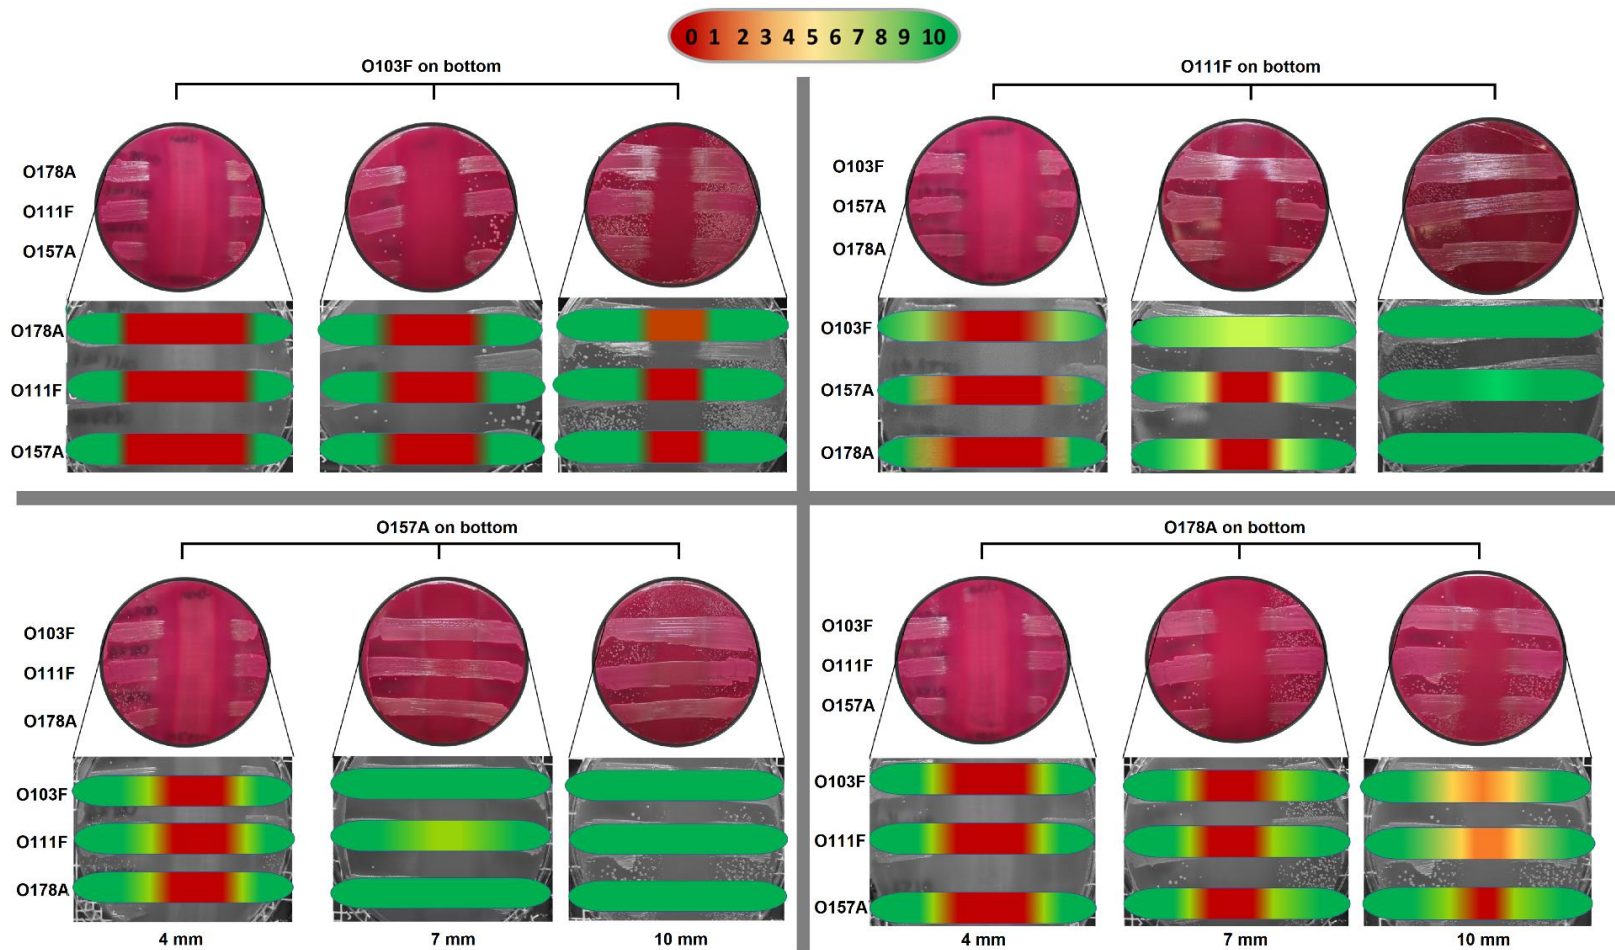 0 1 2 3 4 5 6 7 8 9 10
O103F on bottom
O178A
O111F
O157A
O178A
O111F
O157A
O111F on bottom
O103F
O157A
O178A
O103F
O157A
O178A
O157A on bottom
O103F
O111F
O178A
O103F
O111F
O178A
4 mm 7 mm 10 mm
O178A on bottom
O103F
O111F
O157A
O103F
O111F
O157A
4 mm 7 mm 10 mm